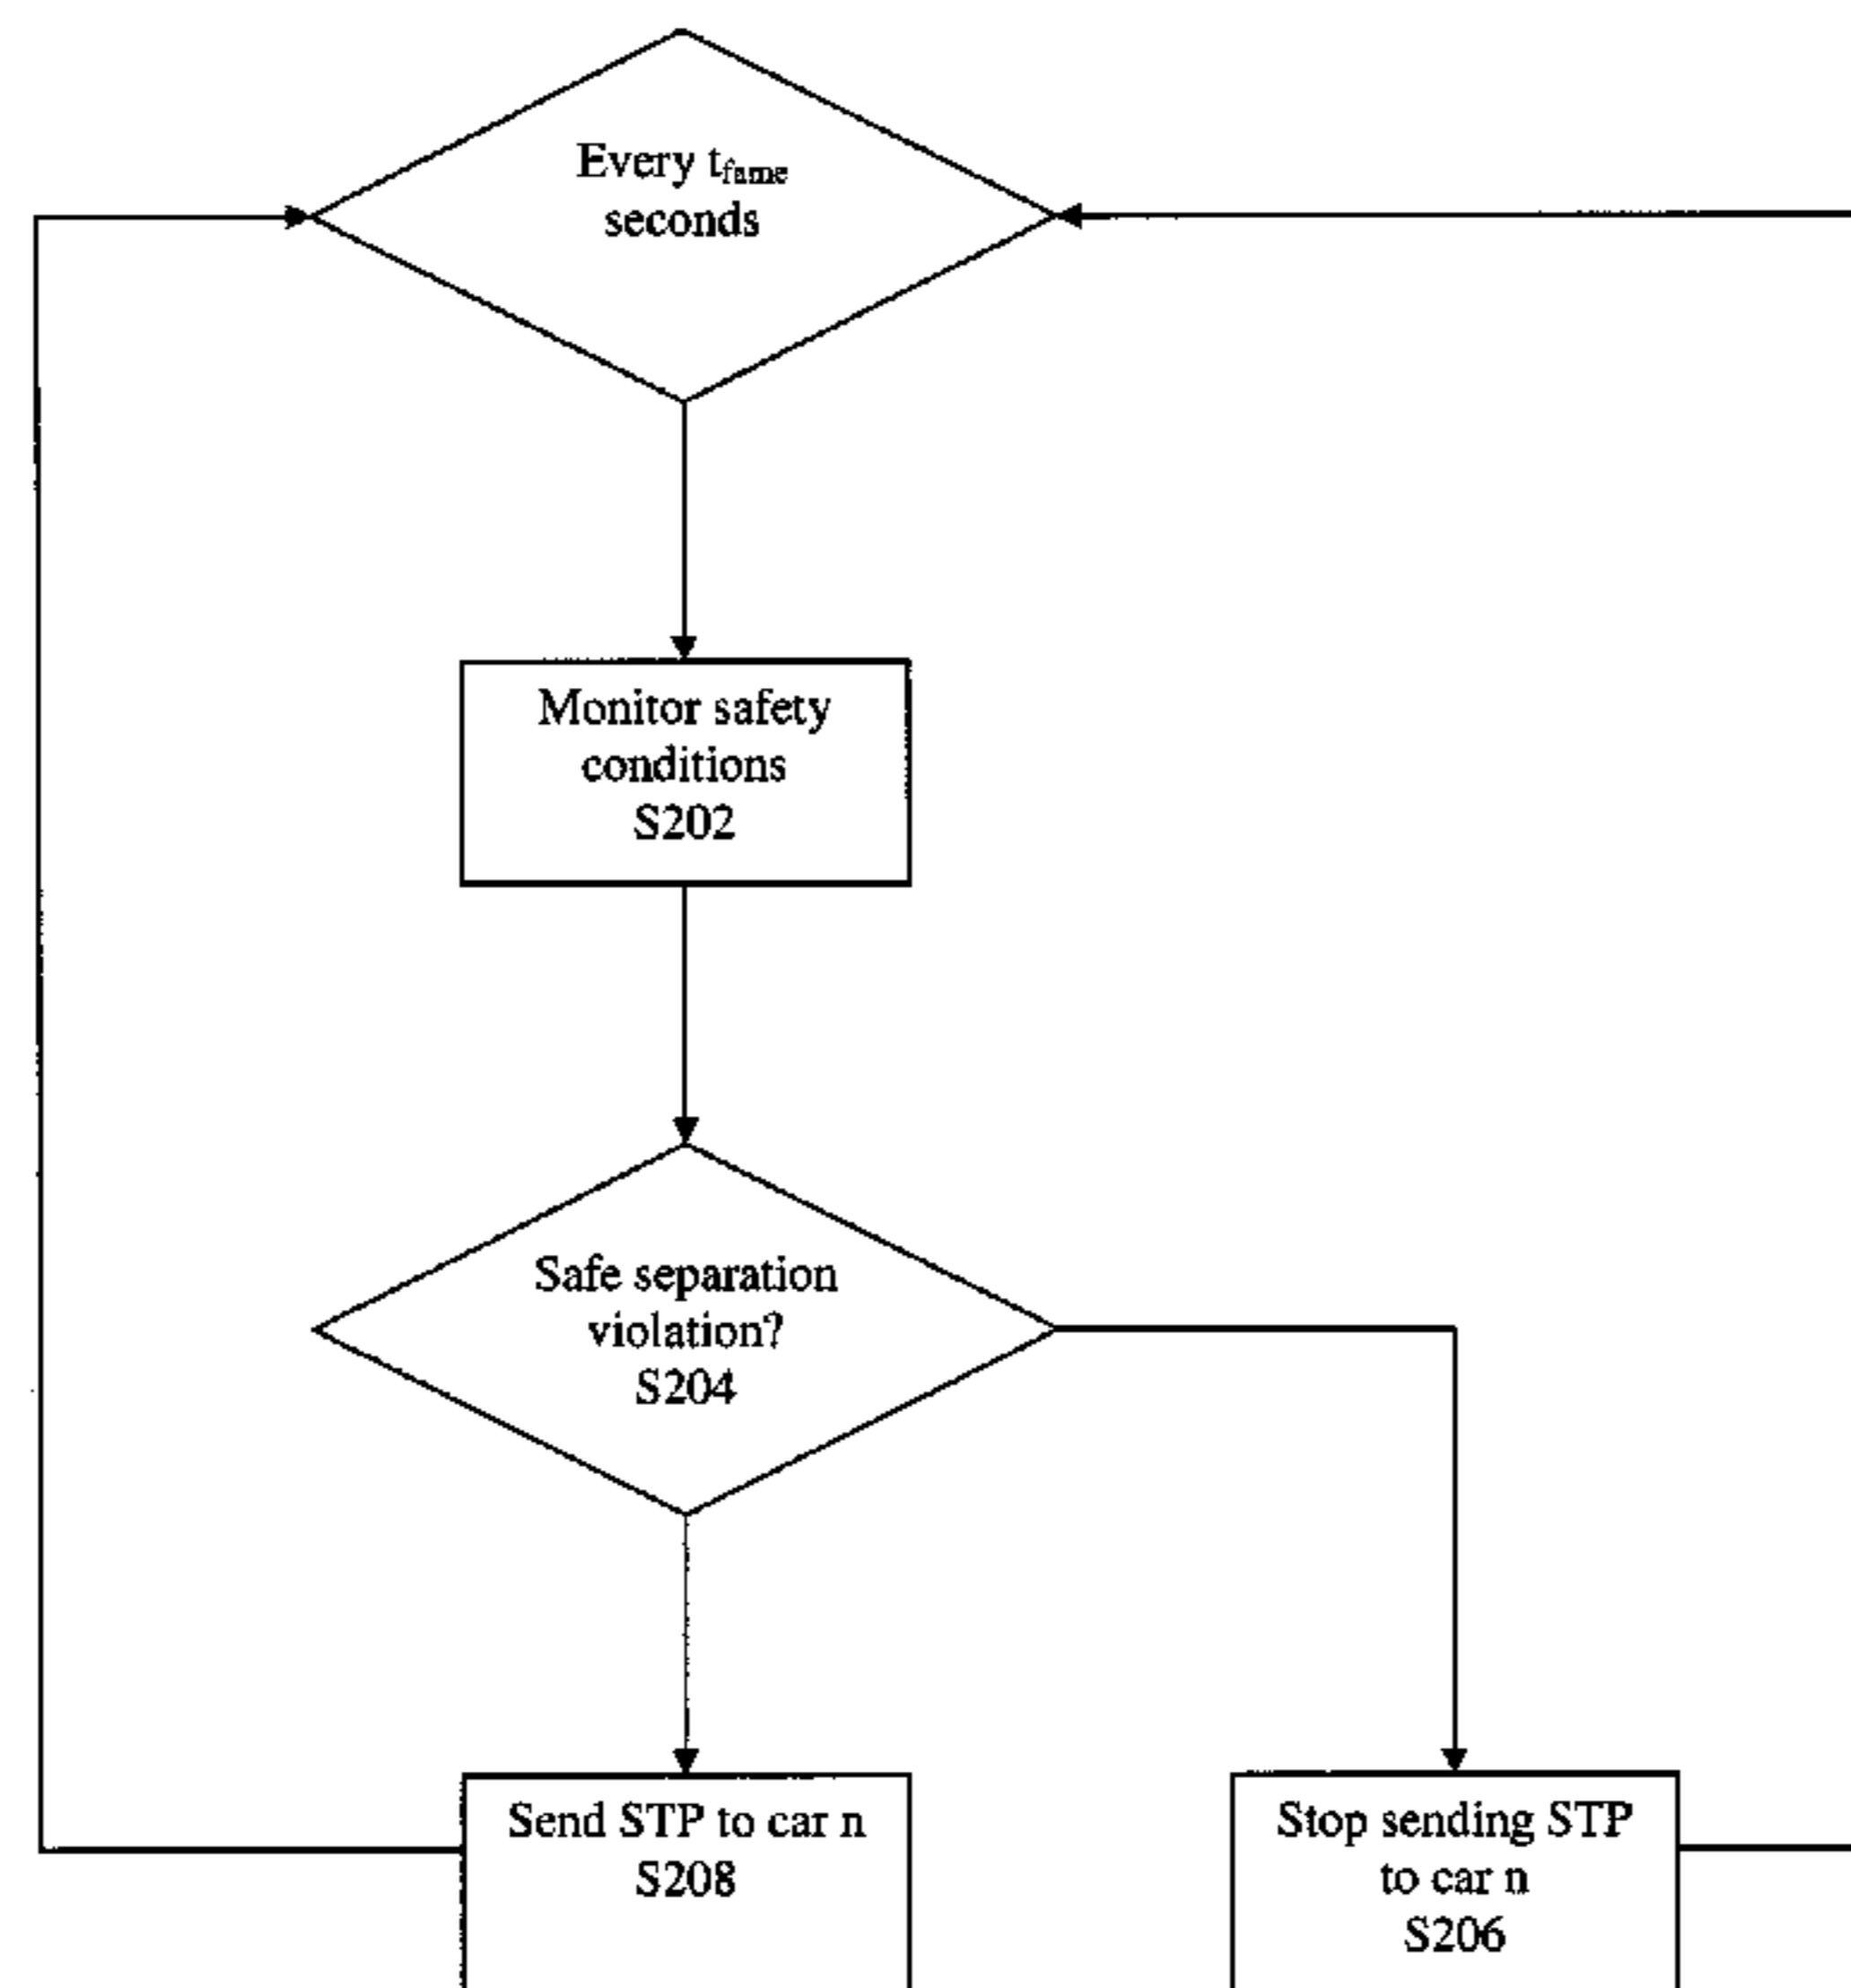 Every tfame
seconds
Monitor safety
conditions
S202
Safe separation
violation?
S204
Send STP to car n
S208
Stop sending STP
to car n
S206